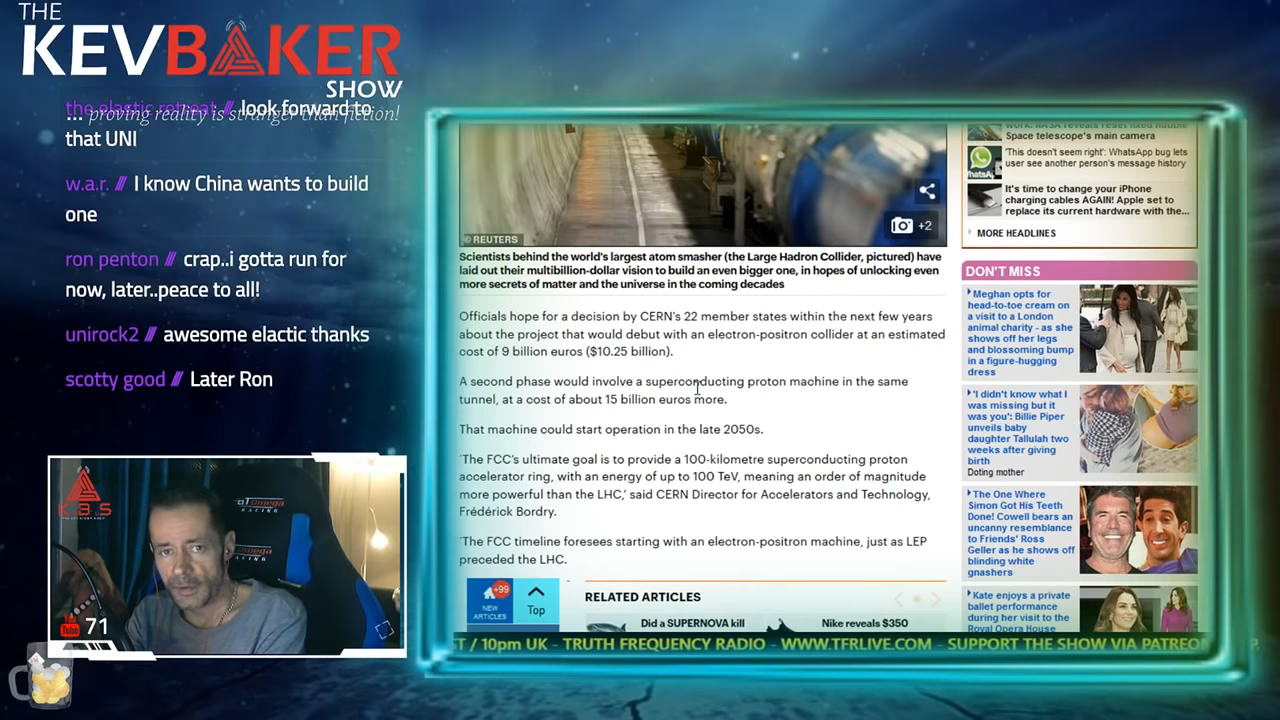 THE
KEVBAKER
SHOW
... proving reality is stranger than fiction!
the elastic retreat /// look forward to
that UNI
w.a.r. /// I know China wants to build
one
ron penton /// crap..i gotta run for
now, later..peace to all!
unirock2 /// awesome elactic thanks
scotty good /// Later Ron
KBS
OMEGA
RACING
OMEGA
RACING
You Tube 71
+2
© REUTERS
Scientists behind the world's largest atom smasher (the Large Hadron Collider, pictured) have
laid out their multibillion-dollar vision to build an even bigger one, in hopes of unlocking even
more secrets of matter and the universe in the coming decades
Officials hope for a decision by CERN's 22 member states within the next few years
about the project that would debut with an electron-positron collider at an estimated
cost of 9 billion euros ($10.25 billion).
A second phase would involve a superconducting proton machine in the same
tunnel, at a cost of about 15 billion euros more.
That machine could start operation in the late 2050s.
'The FCC's ultimate goal is to provide a 100-kilometre superconducting proton
accelerator ring, with an energy of up to 100 TeV, meaning an order of magnitude
more powerful than the LHC,' said CERN Director for Accelerators and Technology,
Frédérick Bordry.
'The FCC timeline foresees starting with an electron-positron machine, just as LEP
preceded the LHC.
+99
NEW
ARTICLES
Top
RELATED ARTICLES
Did a SUPERNOVA kill
Nike reveals $350
work: NASA reveals reset fixed Hubble
Space telescope's main camera
'This doesn't seem right': WhatsApp bug lets
user see another person's message history
It's time to change your iPhone
charging cables AGAIN! Apple set to
replace its current hardware with the...
MORE HEADLINES
DON'T MISS
Meghan opts for
head-to-toe cream on
a visit to a London
animal charity - as she
shows off her legs
and blossoming bump
in a figure-hugging
dress
'I didn't know what I
was missing but it
was you': Billie Piper
unveils baby
daughter Tallulah two
weeks after giving
birth
Doting mother
The One Where
Simon Got His Teeth
Done! Cowell bears an
uncanny resemblance
to Friends' Ross
Geller as he shows off
blinding white
gnashers
Kate enjoys a private
ballet performance
during her visit to the
Royal Opera House
ST / 10pm UK - TRUTH FREQUENCY RADIO - WWW.TFRLIVE.COM - SUPPORT THE SHOW VIA PATREO